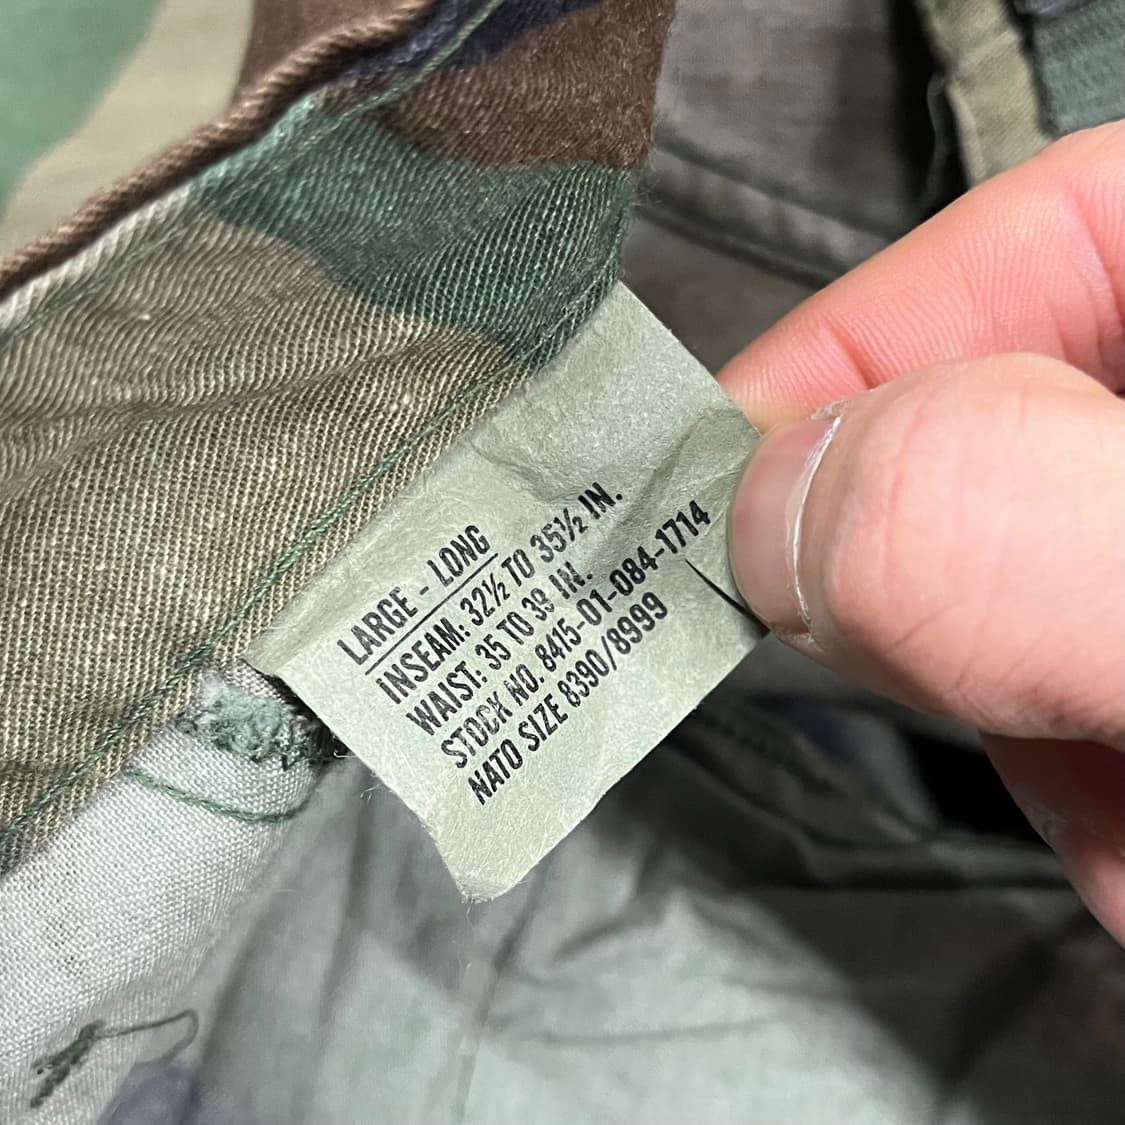 LARGE - LONG
INSEAM: 32½ TO 35½ IN.
WAIST: 35 TO 39 IN.
STOCK NO. 8415-01-084-1714
NATO SIZE 8390/8999